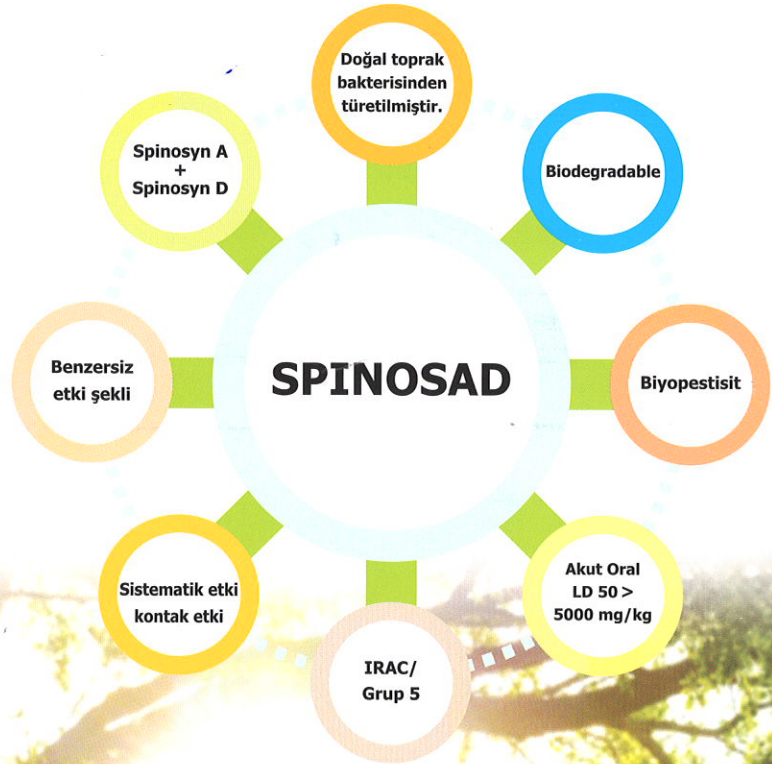 Doğal toprak
bakterisinden
türetilmiştir.
Spinosyn A
+
Spinosyn D
Biodegradable
Benzersiz
etki şekli
SPINOSAD
Biyopestisit
Sistematik etki
kontak etki
Akut Oral
LD 50 >
5000 mg/kg
IRAC/
Grup 5